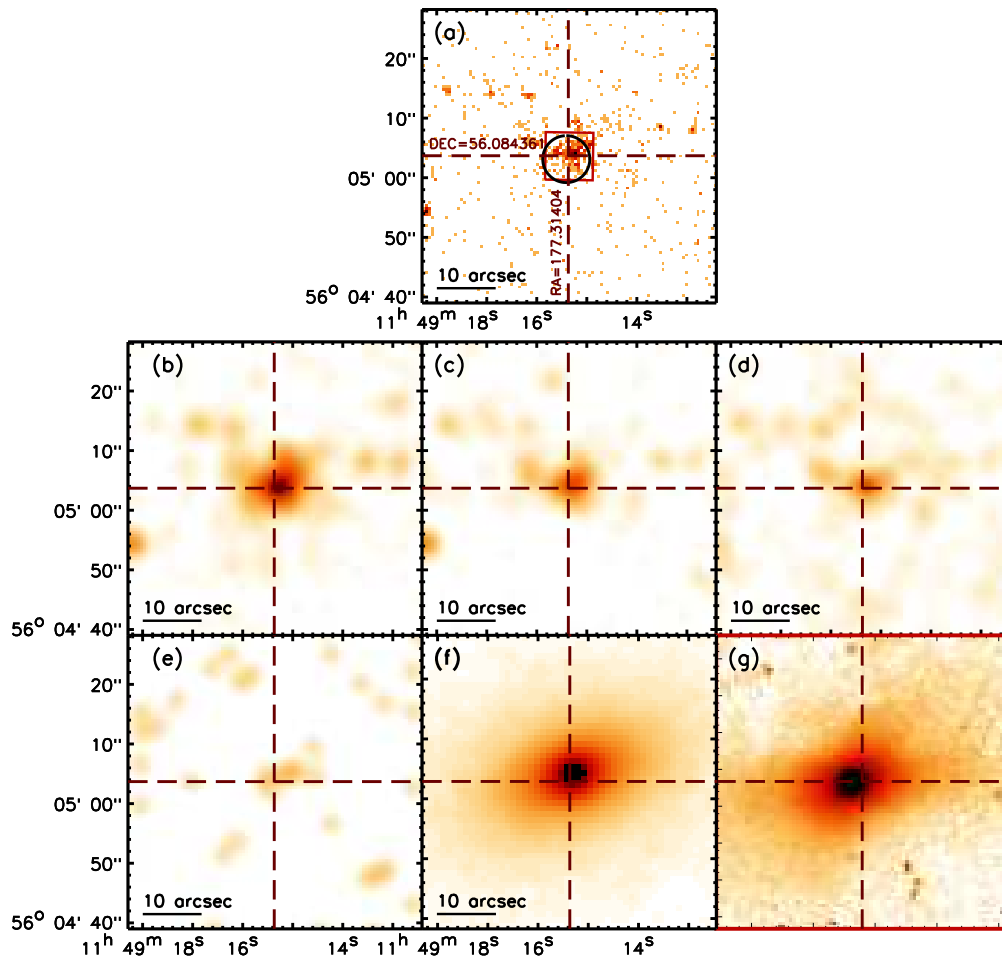 (a)
20"
10"
DEC=56.084361
05' 00"
RA=177.31404
50"
10 arcsec
56° 04' 40"
11ʰ 49ᵐ 18ˢ 16ˢ 14ˢ
(b) (c) (d)
20"
10"
05' 00"
50"
10 arcsec 10 arcsec 10 arcsec
56° 04' 40"
(e) (f) (g)
20"
10"
05' 00"
50"
10 arcsec 10 arcsec
56° 04' 40"
11ʰ 49ᵐ 18ˢ 16ˢ 14ˢ 11ʰ 49ᵐ 18ˢ 16ˢ 14ˢ